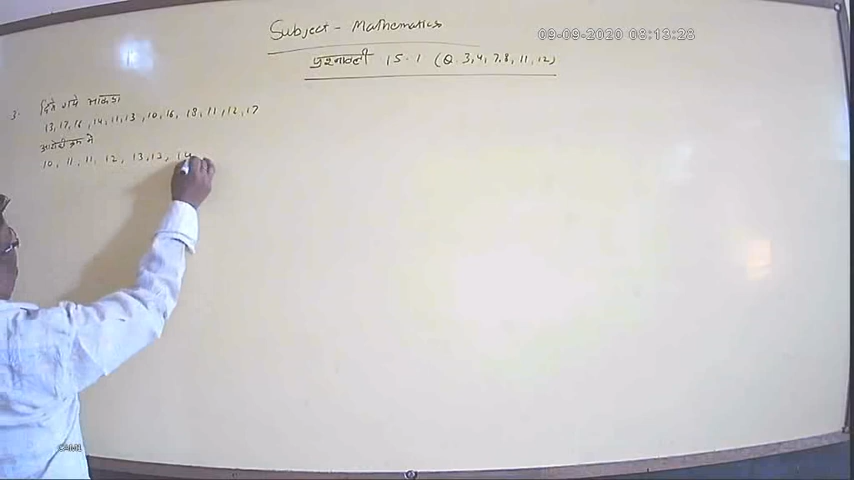 Subject - Mathematics
09-09-2020 08:13:28
प्रश्नावली 15.1 (Q. 3,4,7,8,11,12)
3. दिये गये आंकडा
13,17,16,14,11,13,10,16,18,11,12,17
आरोही क्रम में
10, 11, 11, 12, 13,13, 14
CAM1